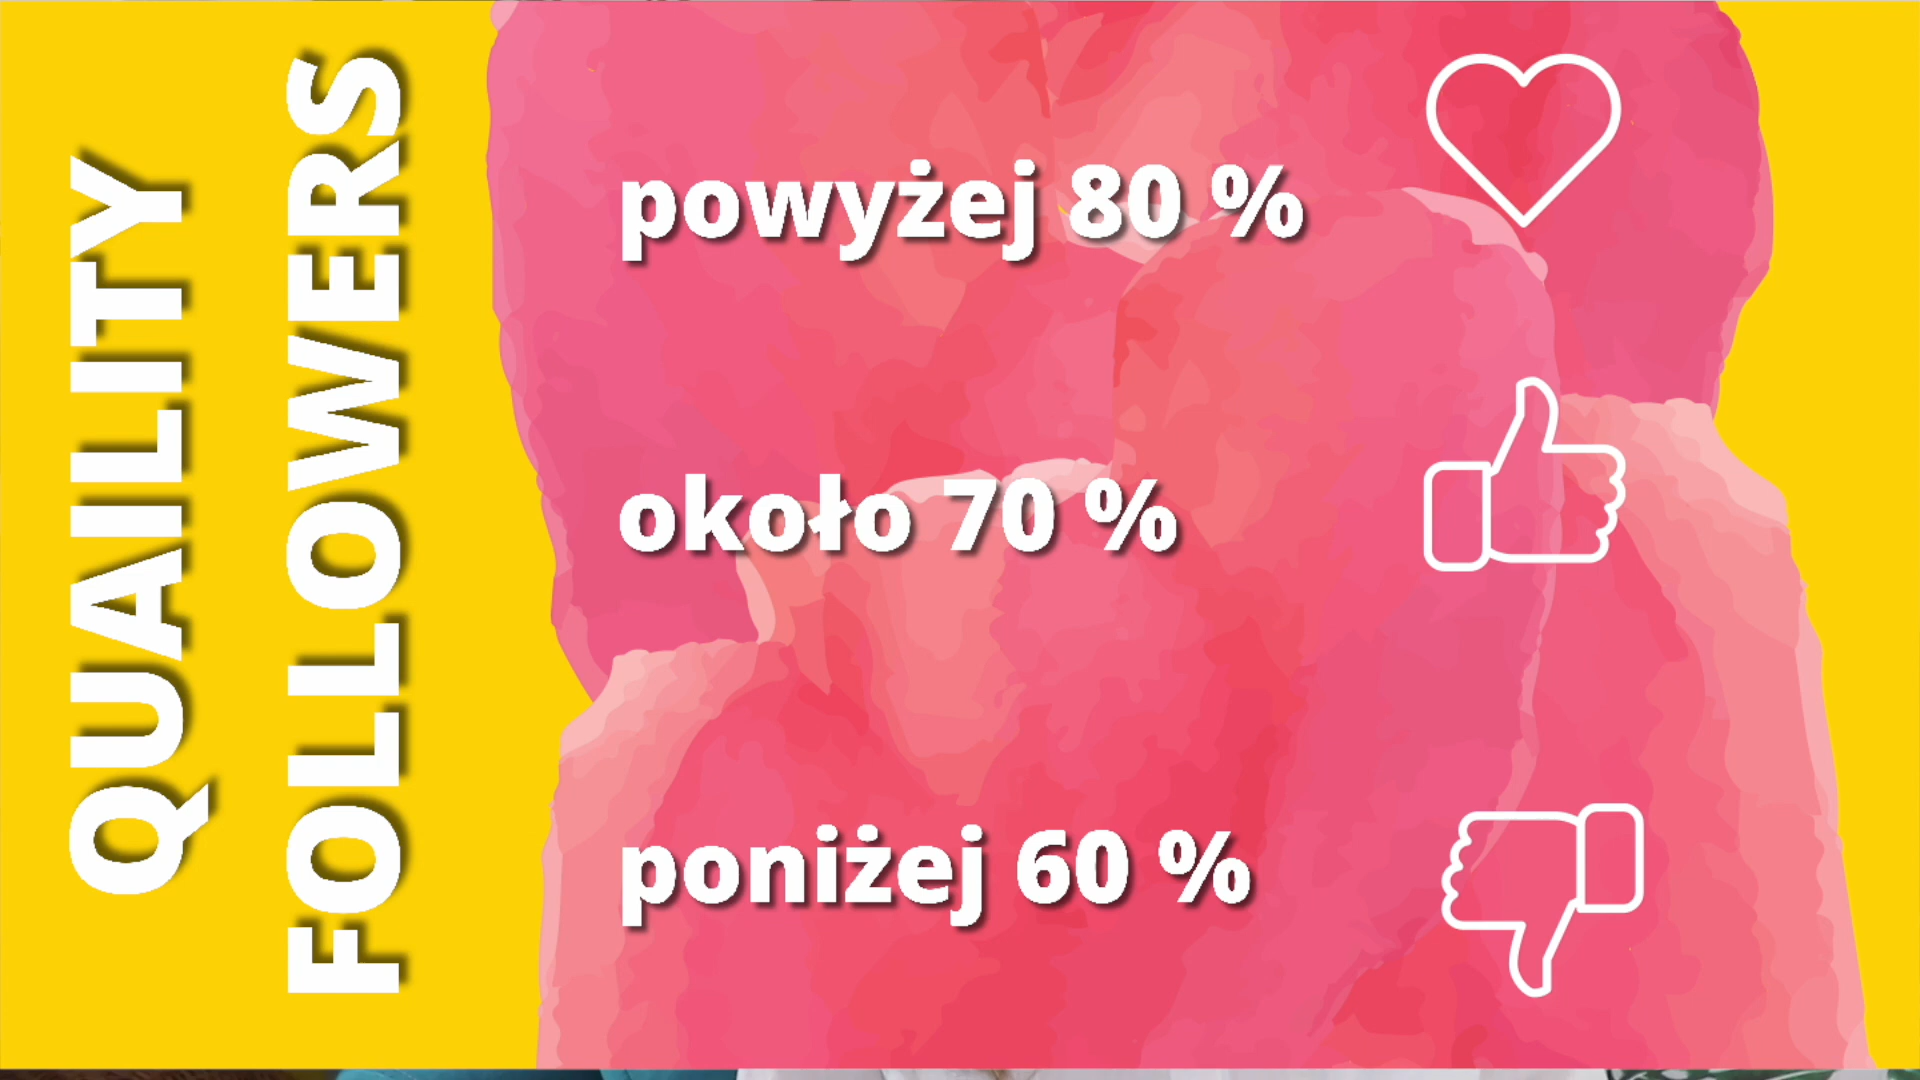 QUAILITY
FOLLOWERS
powyżej 80 %
około 70 %
poniżej 60 %